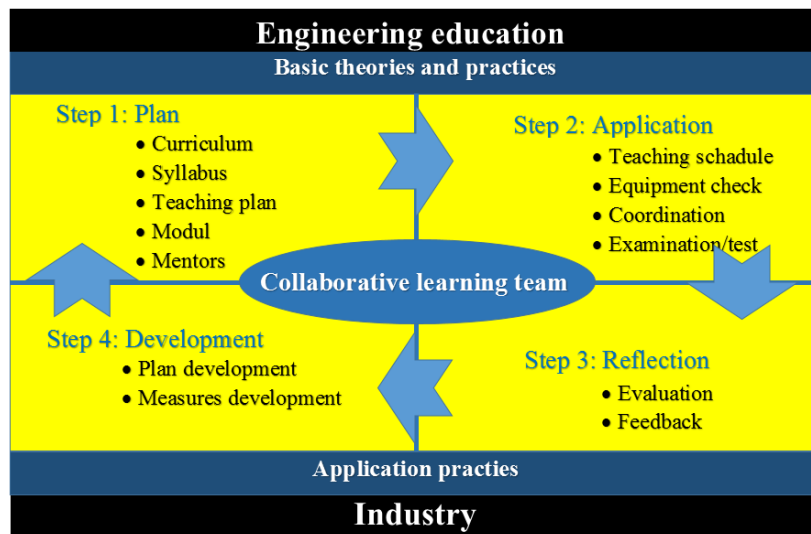 Engineering education
Basic theories and practices
Step 1: Plan
• Curriculum
• Syllabus
• Teaching plan
• Modul
• Mentors
Step 2: Application
• Teaching schadule
• Equipment check
• Coordination
• Examination/test
Collaborative learning team
Step 4: Development
• Plan development
• Measures development
Step 3: Reflection
• Evaluation
• Feedback
Application practies
Industry